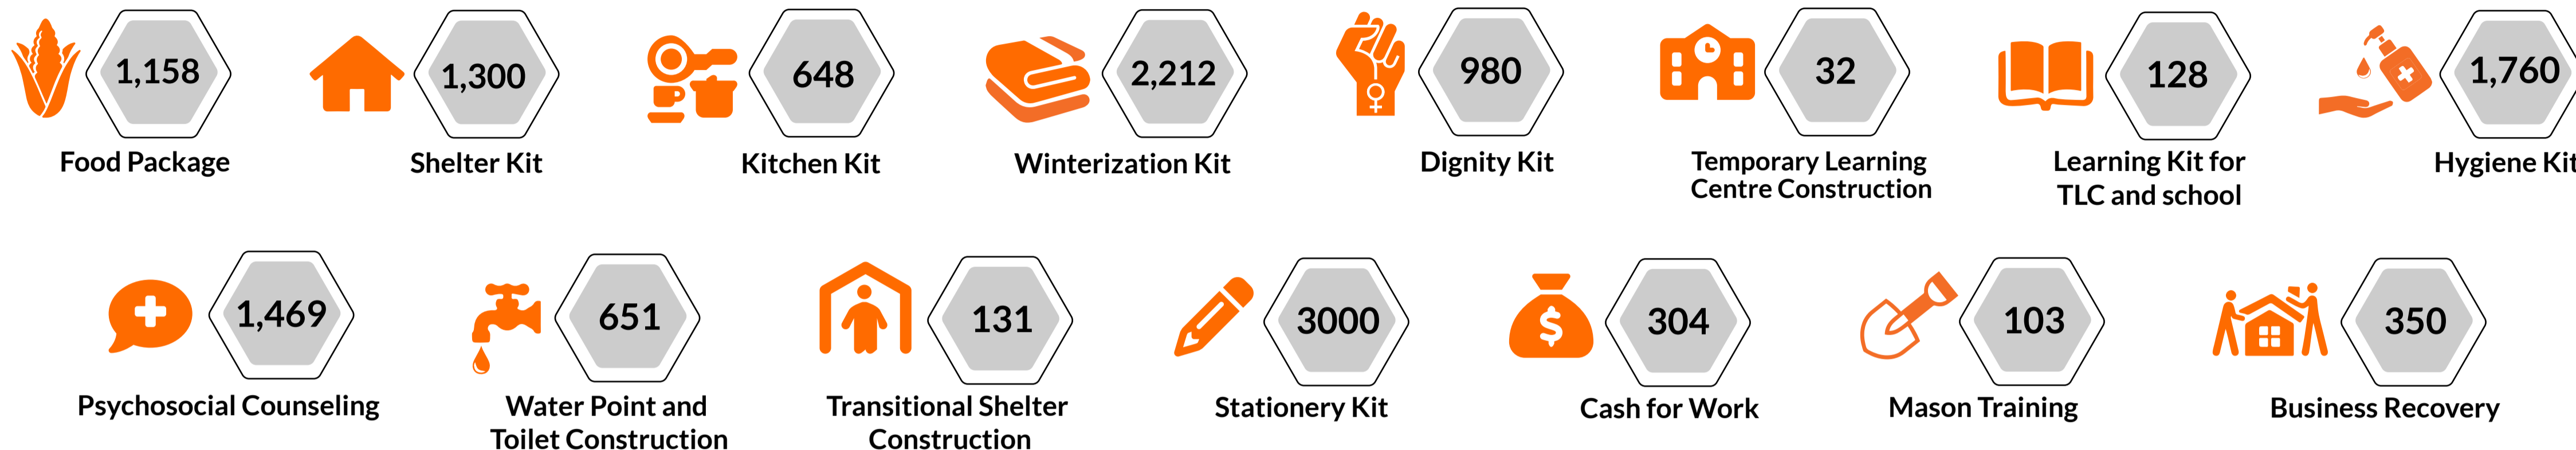 1,158
Food Package
1,300
Shelter Kit
648
Kitchen Kit
2,212
Winterization Kit
980
Dignity Kit
32
Temporary Learning
Centre Construction
128
Learning Kit for
TLC and school
1,760
Hygiene Kit
1,469
Psychosocial Counseling
651
Water Point and
Toilet Construction
131
Transitional Shelter
Construction
3000
Stationery Kit
304
Cash for Work
103
Mason Training
350
Business Recovery